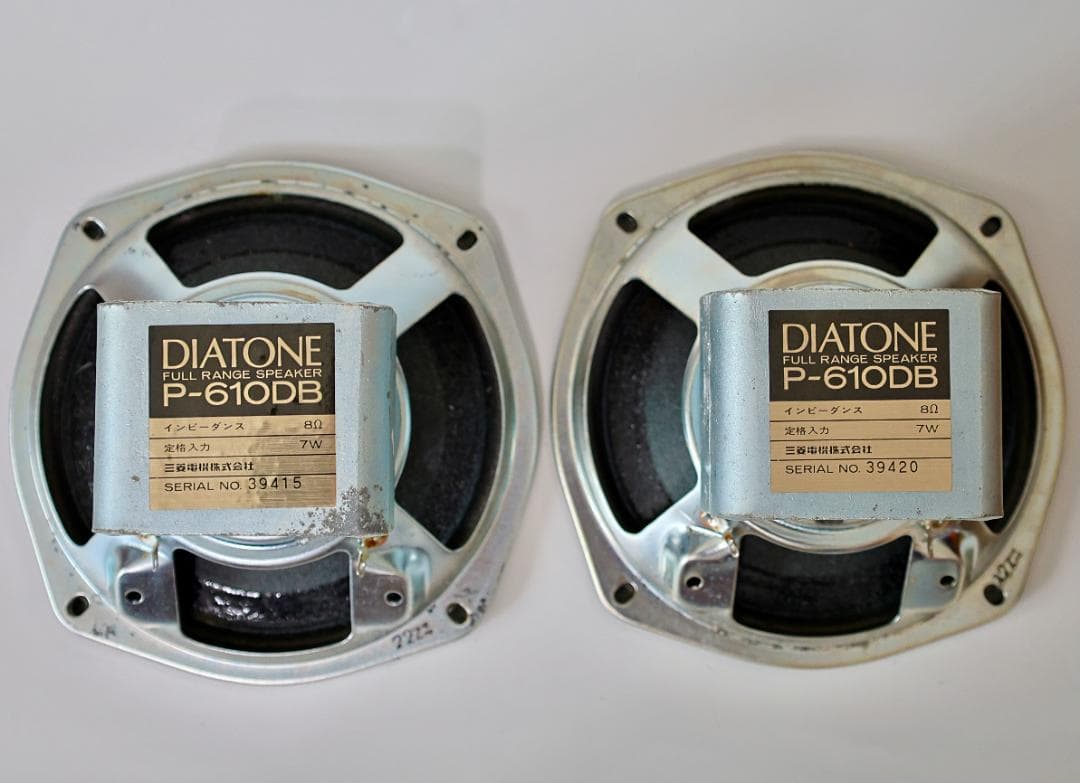 DIATONE
FULL RANGE SPEAKER
P-610DB
インピーダンス 8Ω
定格入力 7W
三菱電機株式会社
SERIAL NO. 39415
DIATONE
FULL RANGE SPEAKER
P-610DB
インピーダンス 8Ω
定格入力 7W
三菱電機株式会社
SERIAL NO. 39420